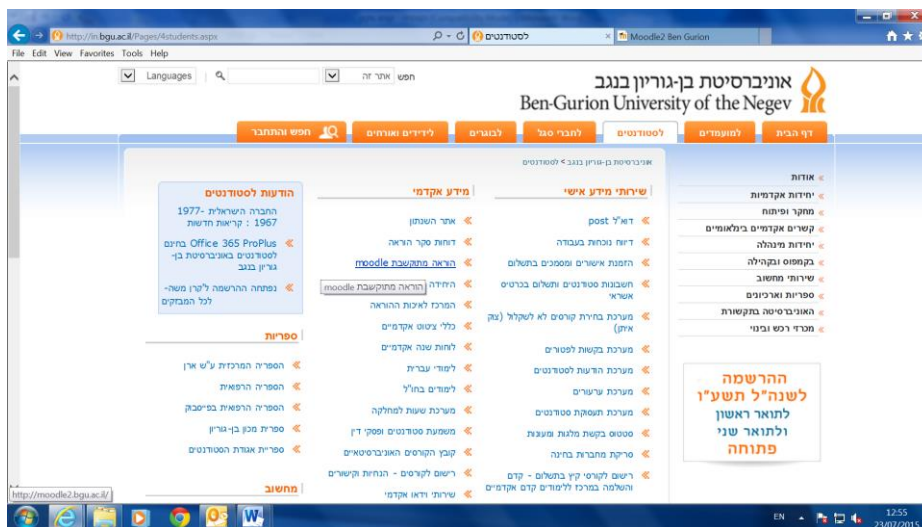 http://in.bgu.ac.il/Pages/4students.aspx
לסטודנטים
Moodle2 Ben Gurion
File Edit View Favorites Tools Help
Languages
חפש אתר זה
אוניברסיטת בן-גוריון בנגב
Ben-Gurion University of the Negev
דף הבית
למועמדים
לסטודנטים
לחברי סגל
לבוגרים
לידידים ואורחים
חפש והתחבר
אוניברסיטת בן-גוריון בנגב > לסטודנטים
אודות
יחידות אקדמיות
מחקר ופיתוח
קשרים אקדמיים בינלאומיים
יחידות מינהלה
בקמפוס ובקהילה
שירותי מחשוב
ספריות וארכיונים
האוניברסיטה בתקשורת
מכרזי רכש ובינוי
ההרשמה
לשנה"ל תשע"ו
לתואר ראשון
ולתואר שני
פתוחה
שירותי מידע אישי
דוא"ל post
דיווח נוכחות בעבודה
הזמנת אישורים ומסמכים בתשלום
חשבונות סטודנטים ותשלום בכרטיס
אשראי
מערכת בחירת קורסים לא לשקלול (צוק
איתן)
מערכת בקשות לפטורים
מערכת הודעות לסטודנטים
מערכת ערעורים
מערכת תעסוקת סטודנטים
סטטוס בקשת מלגות ומעונות
סריקת מחברות בחינה
רישום לקורסי קיץ בתשלום - קדם
והשלמה במרכז ללימודים קדם אקדמיים
מידע אקדמי
אתר השנתון
דוחות סקר הוראה
הוראה מתוקשבת moodle
היחידה
הוראה מתוקשבת moodle
המרכז לאיכות ההוראה
כללי ציטוט אקדמיים
לוחות שנה אקדמיים
לימודי עברית
לימודים בחו"ל
מערכת שעות למחלקה
משמעת סטודנטים ופסקי דין
קובץ הקורסים האוניברסיטאיים
רישום לקורסים - הנחיות וקישורים
שירותי וידאו אקדמי
הודעות לסטודנטים
החברה הישראלית 1977-
1967 : קריאות חדשות
Office 365 ProPlus בחינם
לסטודנטים באוניברסיטת בן-
גוריון בנגב
נפתחה ההרשמה ל"קרן משה-
לכל המבזקים
ספריות
הספריה המרכזית ע"ש ארן
הספריה הרפואית
הספריה הרפואית בפייסבוק
ספרית מכון בן-גוריון
ספריית אגודת הסטודנטים
מחשוב
http://moodle2.bgu.ac.il/
EN
12:55
23/07/2015